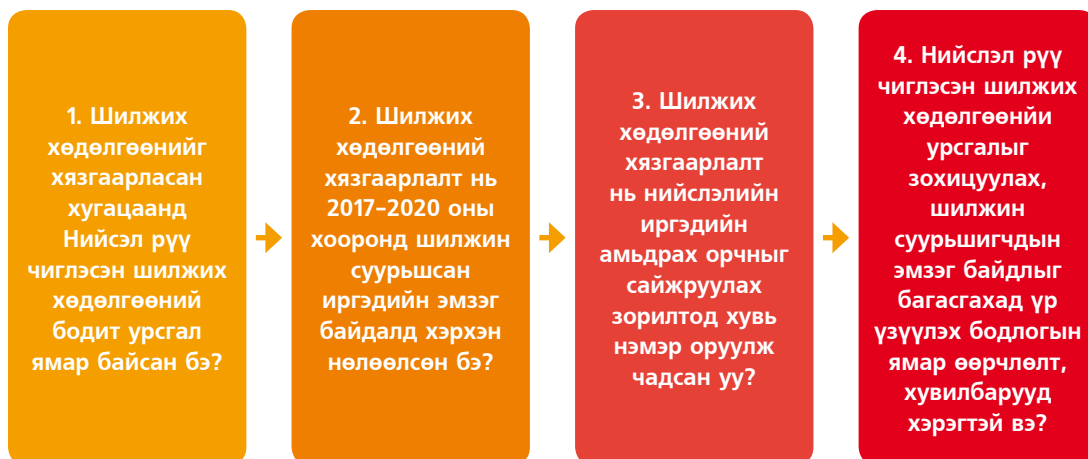 1. Шилжих
хөдөлгөөнийг
хязгаарласан
хугацаанд
Нийсэл рүү
чиглэсэн шилжих
хөдөлгөөний
бодит урсгал
ямар байсан бэ?
2. Шилжих
хөдөлгөөний
хязгаарлалт нь
2017–2020 оны
хооронд шилжин
суурьшсан
иргэдийн эмзэг
байдалд хэрхэн
нөлөөлсөн бэ?
3. Шилжих
хөдөлгөөний
хязгаарлалт
нь нийслэлийн
иргэдийн
амьдрах орчныг
сайжруулах
зорилтод хувь
нэмэр оруулж
чадсан уу?
4. Нийслэл рүү
чиглэсэн шилжих
хөдөлгөөнйи
урсгалыг
зохицуулах,
шилжин
суурьшигчдын
эмзэг байдлыг
багасгахад үр
үзүүлэх бодлогын
ямар өөрчлөлт,
хувилбарууд
хэрэгтэй вэ?